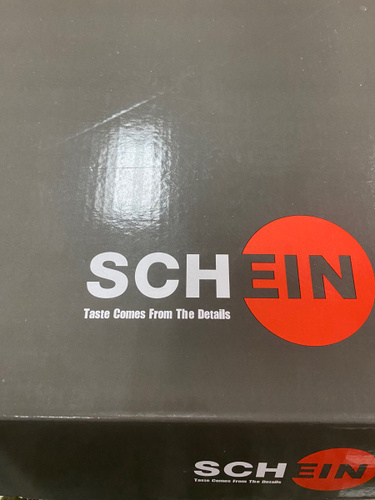 SCHEIN
Taste Comes From The Details
SCHEIN
Taste Comes From The Details